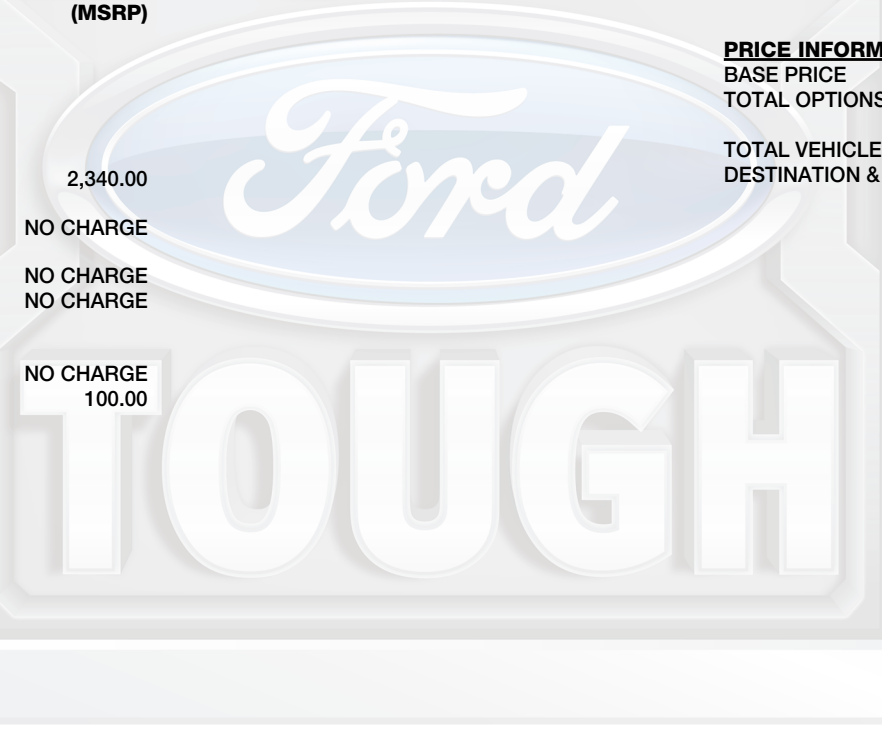 (MSRP)
2,340.00
NO CHARGE
NO CHARGE
NO CHARGE
NO CHARGE
100.00
PRICE INFORM
BASE PRICE
TOTAL OPTIONS
TOTAL VEHICLE
DESTINATION &
Ford
TOUGH